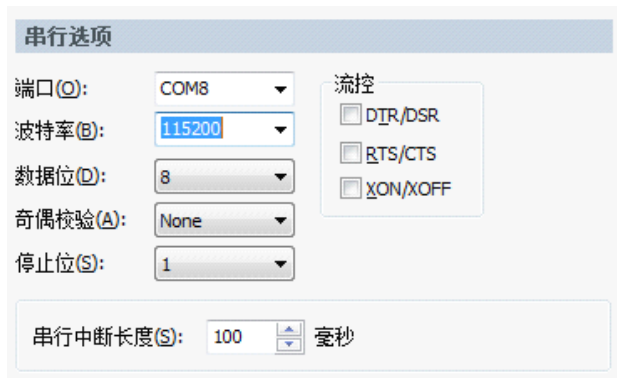 串行选项
端口(O): COM8
波特率(B): 115200
数据位(D): 8
奇偶校验(A): None
停止位(S): 1
流控
DTR/DSR
RTS/CTS
XON/XOFF
串行中断长度(S): 100 毫秒